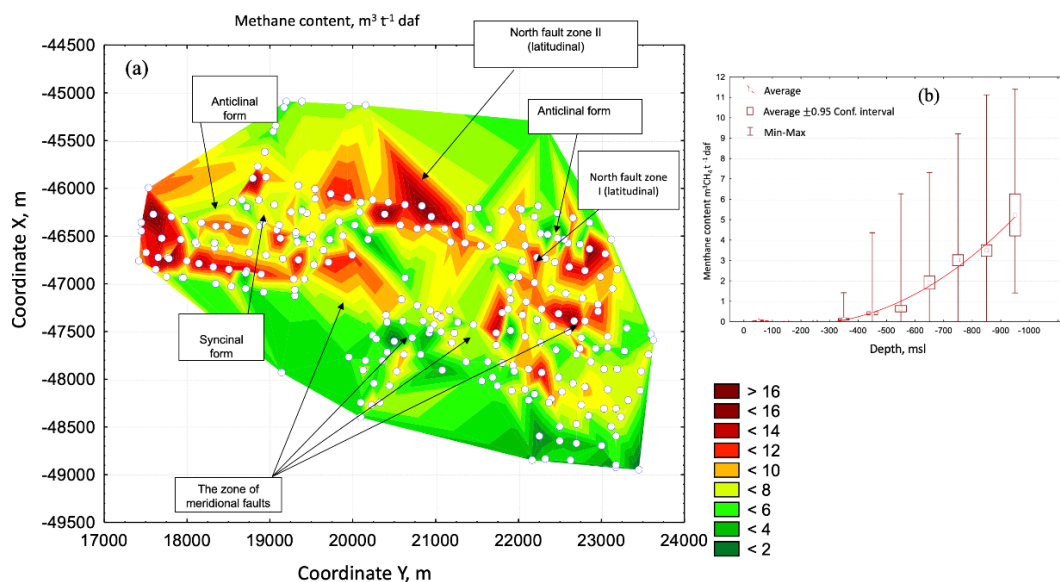 Methane content, m³ t⁻¹ daf
(a)
North fault zone II
(latitudinal)
Anticlinal
form
Anticlinal form
North fault zone
I (latitudinal)
Syncinal
form
The zone of
meridional faults
-44500
-45000
-45500
-46000
-46500
-47000
-47500
-48000
-48500
-49000
-49500
17000 18000 19000 20000 21000 22000 23000 24000
Coordinate X, m
Coordinate Y, m
(b)
Average
Average ±0.95 Conf. interval
Min-Max
Menthane content m³CH₄t⁻¹ daf
12
11
10
9
8
7
6
5
4
3
2
1
0
0 -100 -200 -300 -400 -500 -600 -700 -800 -900 -1000
Depth, msl
> 16
< 16
< 14
< 12
< 10
< 8
< 6
< 4
< 2